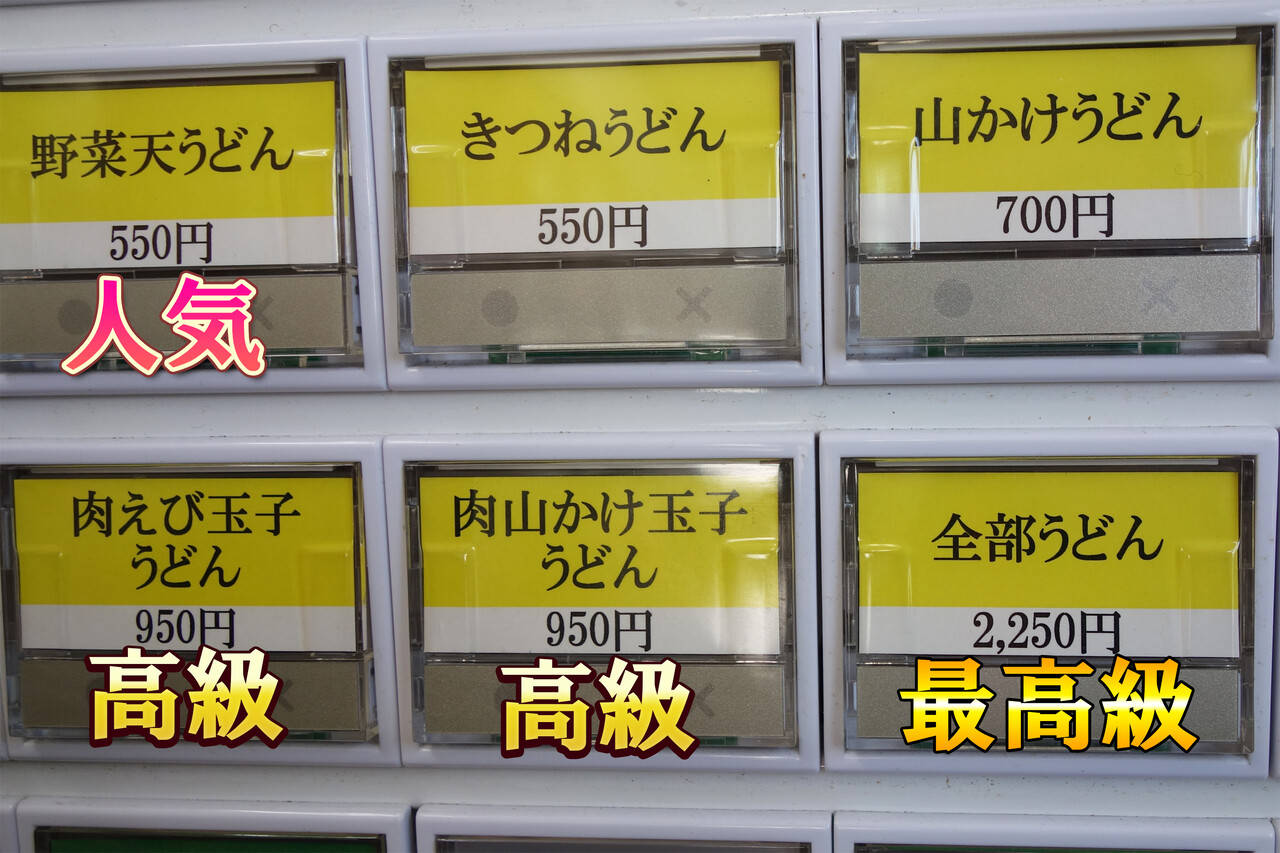 野菜天うどん
550円
人気
きつねうどん
550円
山かけうどん
700円
肉えび玉子
うどん
950円
高級
肉山かけ玉子
うどん
950円
高級
全部うどん
2,250円
最高級